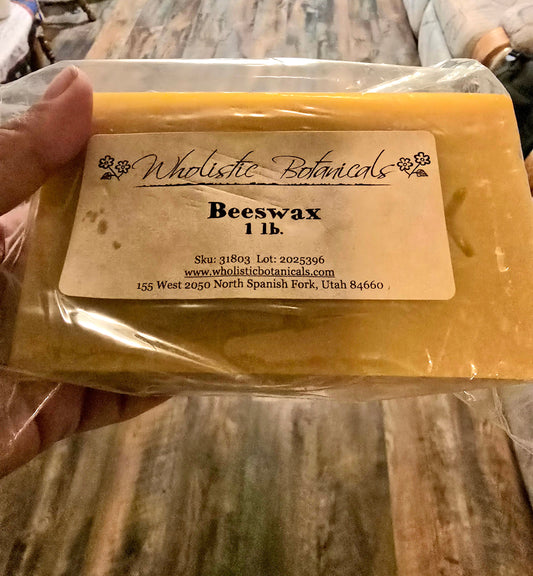 Wholistic Botanicals
Beeswax
1 lb.
Sku: 31803 Lot: 2025396
www.wholisticbotanicals.com
155 West 2050 North Spanish Fork, Utah 84660